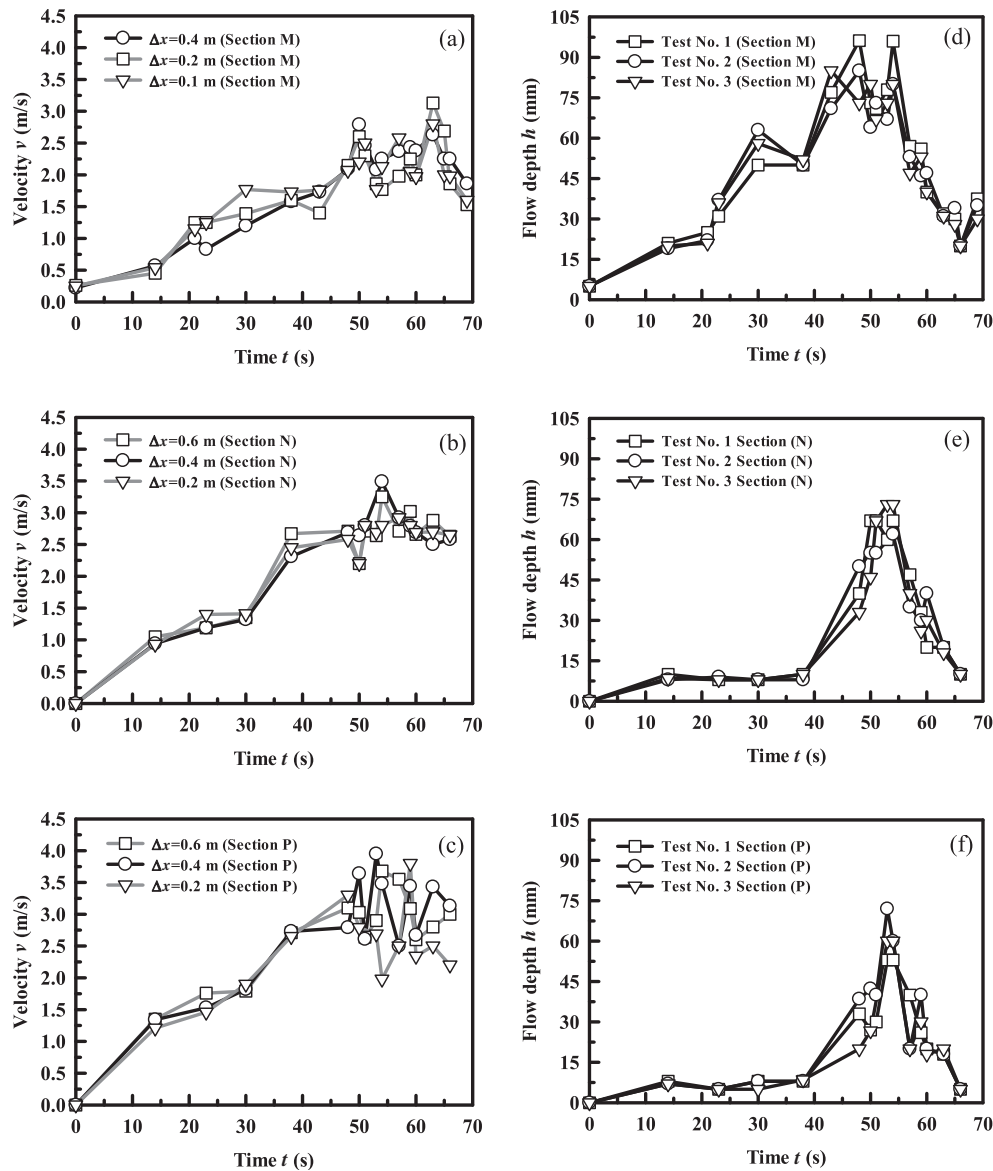 4.5
4.0
3.5
3.0
2.5
2.0
1.5
1.0
0.5
0.0
Velocity v (m/s)
(a)
Δx=0.4 m (Section M)
Δx=0.2 m (Section M)
Δx=0.1 m (Section M)
0 10 20 30 40 50 60 70
Time t (s)
105
90
75
60
45
30
15
0
Flow depth h (mm)
(d)
Test No. 1 (Section M)
Test No. 2 (Section M)
Test No. 3 (Section M)
0 10 20 30 40 50 60 70
Time t (s)
4.5
4.0
3.5
3.0
2.5
2.0
1.5
1.0
0.5
0.0
Velocity v (m/s)
(b)
Δx=0.6 m (Section N)
Δx=0.4 m (Section N)
Δx=0.2 m (Section N)
0 10 20 30 40 50 60 70
Time t (s)
105
90
75
60
45
30
15
0
Flow depth h (mm)
(e)
Test No. 1 Section (N)
Test No. 2 Section (N)
Test No. 3 Section (N)
0 10 20 30 40 50 60 70
Time t (s)
4.5
4.0
3.5
3.0
2.5
2.0
1.5
1.0
0.5
0.0
Velocity v (m/s)
(c)
Δx=0.6 m (Section P)
Δx=0.4 m (Section P)
Δx=0.2 m (Section P)
0 10 20 30 40 50 60 70
Time t (s)
105
90
75
60
45
30
15
0
Flow depth h (mm)
(f)
Test No. 1 Section (P)
Test No. 2 Section (P)
Test No. 3 Section (P)
0 10 20 30 40 50 60 70
Time t (s)